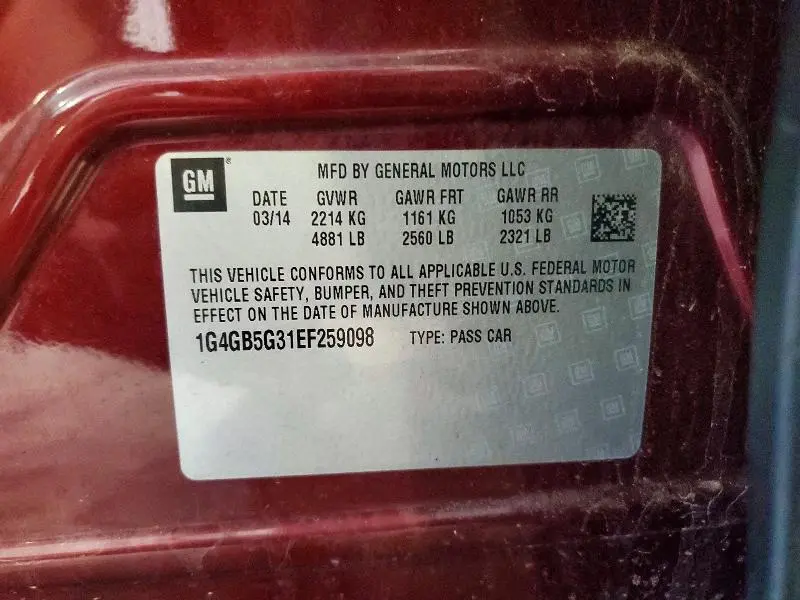 GM ® MFD BY GENERAL MOTORS LLC
DATE GVWR GAWR FRT GAWR RR
03/14 2214 KG 1161 KG 1053 KG
4881 LB 2560 LB 2321 LB
THIS VEHICLE CONFORMS TO ALL APPLICABLE U.S. FEDERAL MOTOR
VEHICLE SAFETY, BUMPER, AND THEFT PREVENTION STANDARDS IN
EFFECT ON THE DATE OF MANUFACTURE SHOWN ABOVE.
1G4GB5G31EF259098 TYPE: PASS CAR